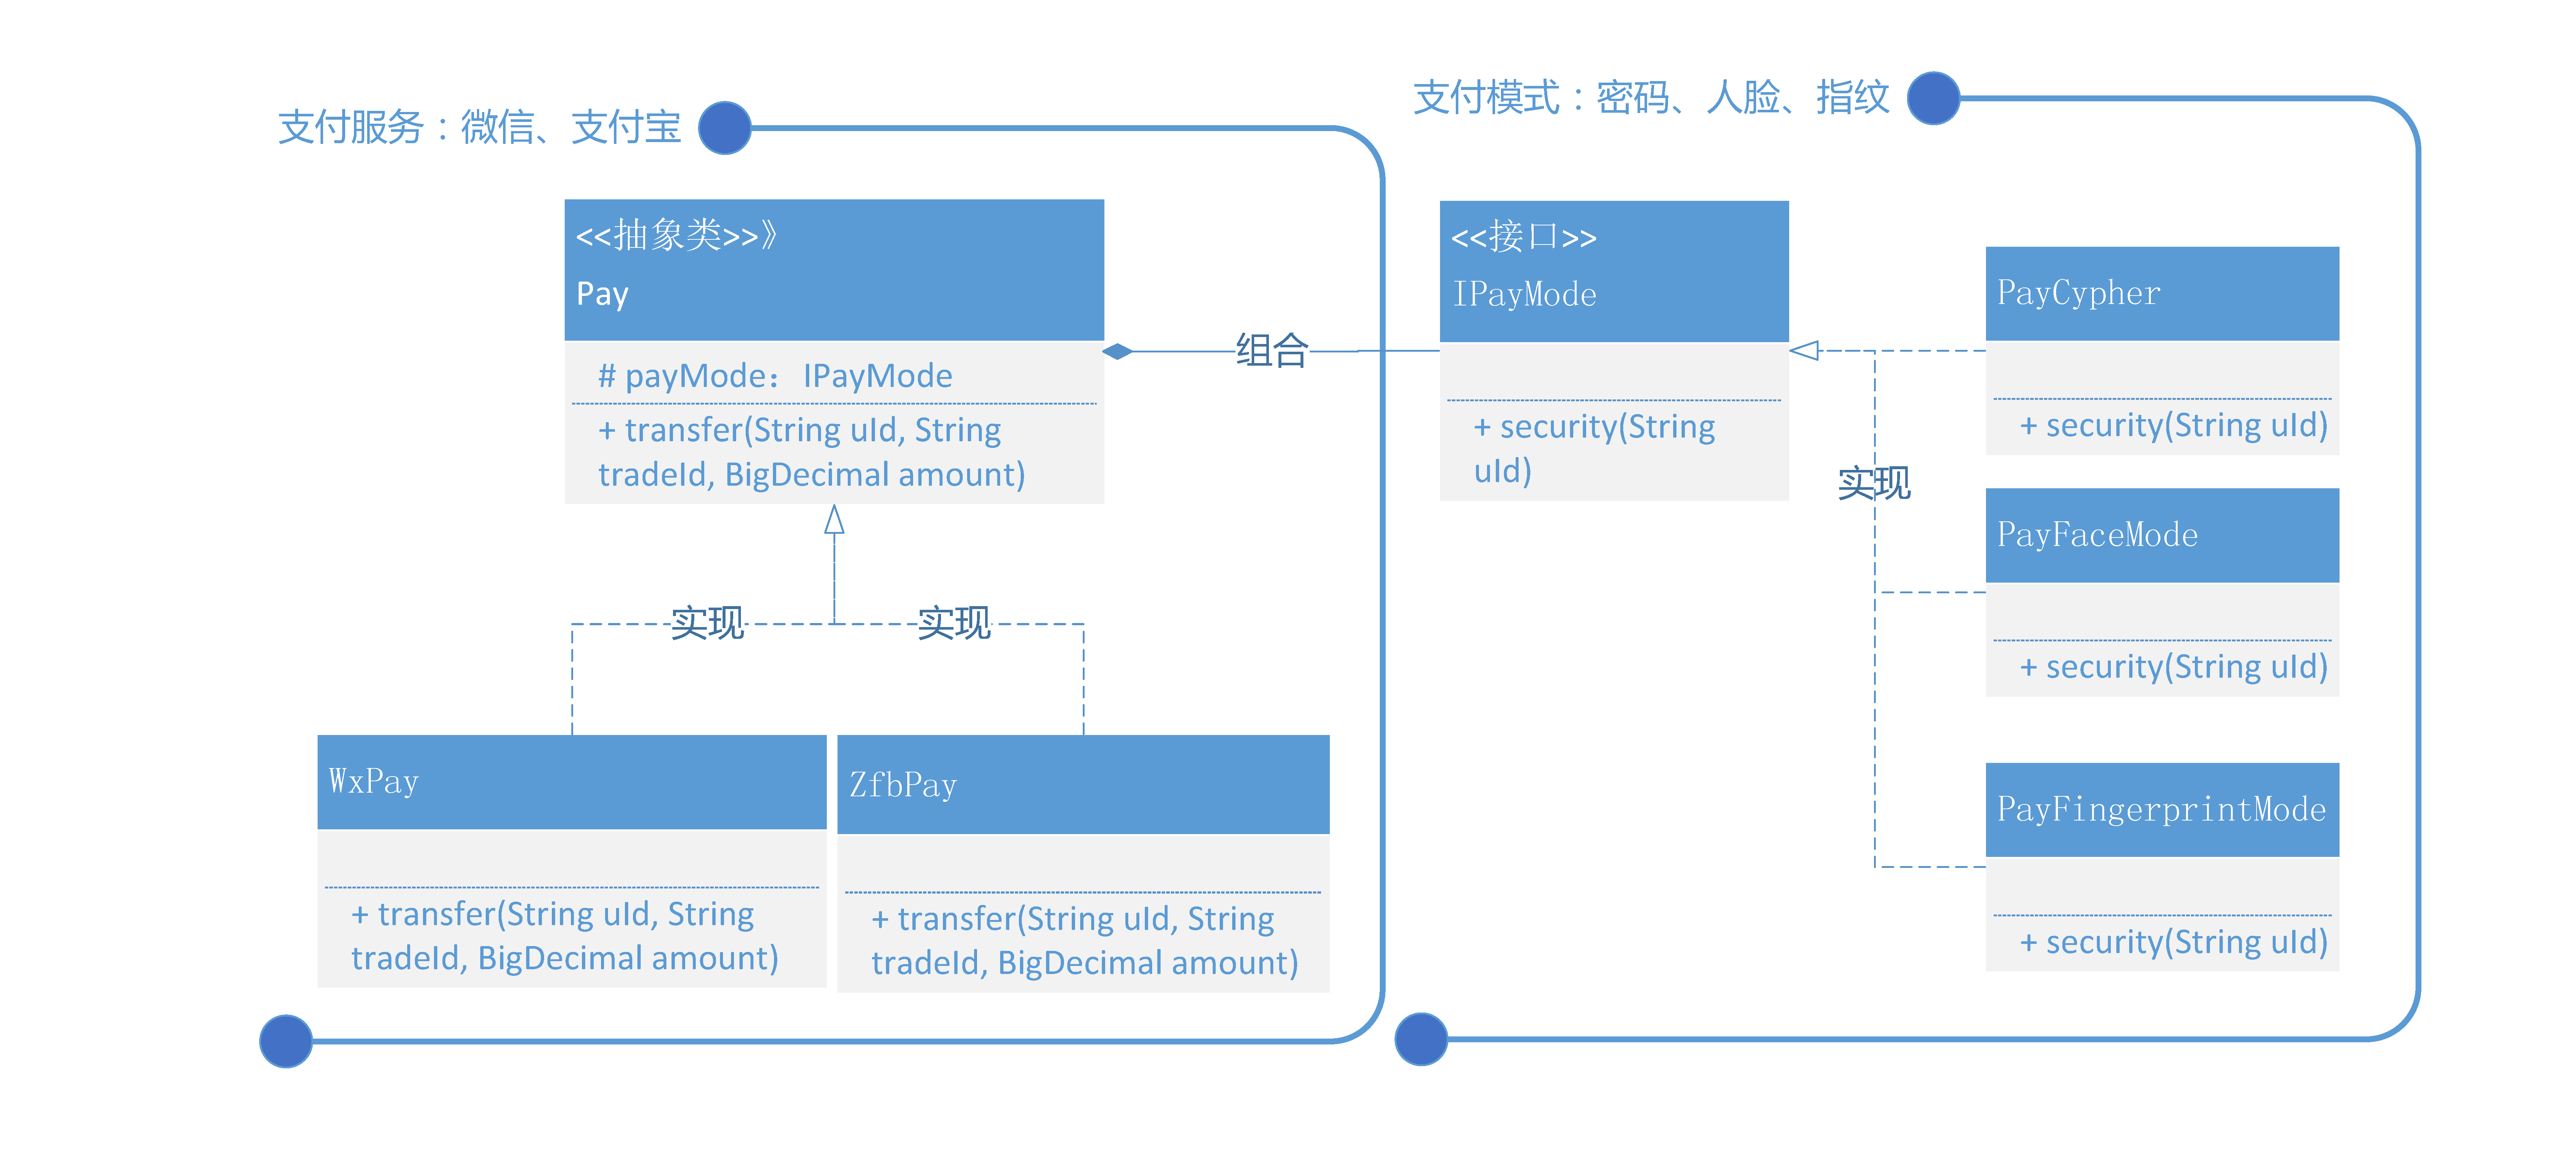 支付服务：微信、支付宝
<<抽象类>>》
Pay
# payMode： IPayMode
+ transfer(String uId, String
tradeId, BigDecimal amount)
组合
实现
实现
WxPay
+ transfer(String uId, String
tradeId, BigDecimal amount)
ZfbPay
+ transfer(String uId, String
tradeId, BigDecimal amount)
支付模式：密码、人脸、指纹
<<接口>>
IPayMode
+ security(String
uId)
实现
PayCypher
+ security(String uId)
PayFaceMode
+ security(String uId)
PayFingerprintMode
+ security(String uId)